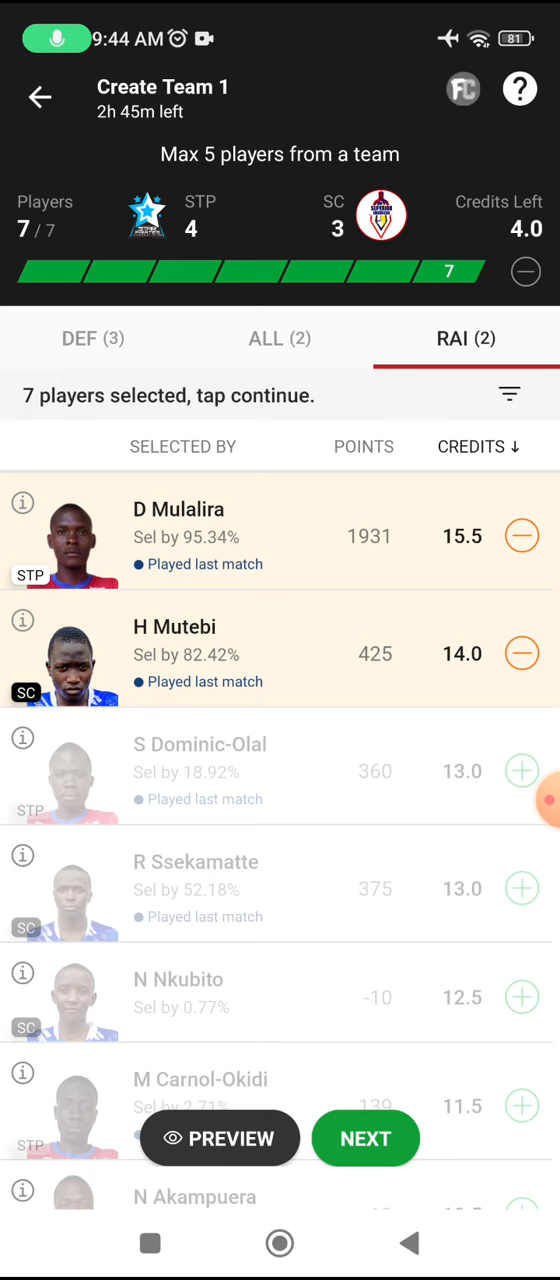 9:44 AM
81
Create Team 1
2h 45m left
FC
?
Max 5 players from a team
Players
7 / 7
STP
4
SC
3
Credits Left
4.0
7
DEF (3)
ALL (2)
RAI (2)
7 players selected, tap continue.
SELECTED BY
POINTS
CREDITS ↓
D Mulalira
Sel by 95.34%
Played last match
1931
15.5
STP
H Mutebi
Sel by 82.42%
Played last match
425
14.0
SC
S Dominic-Olal
Sel by 18.92%
Played last match
360
13.0
STP
R Ssekamatte
Sel by 52.18%
Played last match
375
13.0
SC
N Nkubito
Sel by 0.77%
-10
12.5
SC
M Carnol-Okidi
Sel by 2.71%
139
11.5
STP
PREVIEW
NEXT
N Akampuera